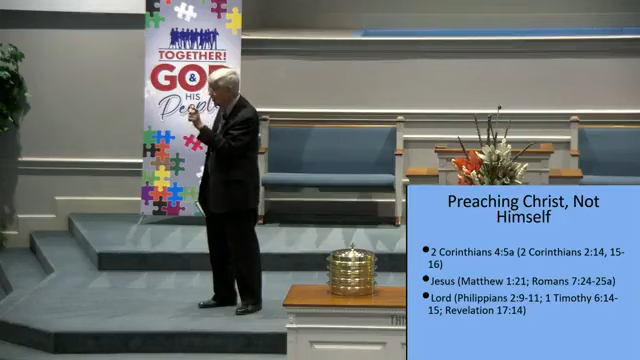 TOGETHER!
GOD
&
HIS
People
Preaching Christ, Not
Himself
●2 Corinthians 4:5a (2 Corinthians 2:14, 15-
16)
●Jesus (Matthew 1:21; Romans 7:24-25a)
●Lord (Philippians 2:9-11; 1 Timothy 6:14-
15; Revelation 17:14)